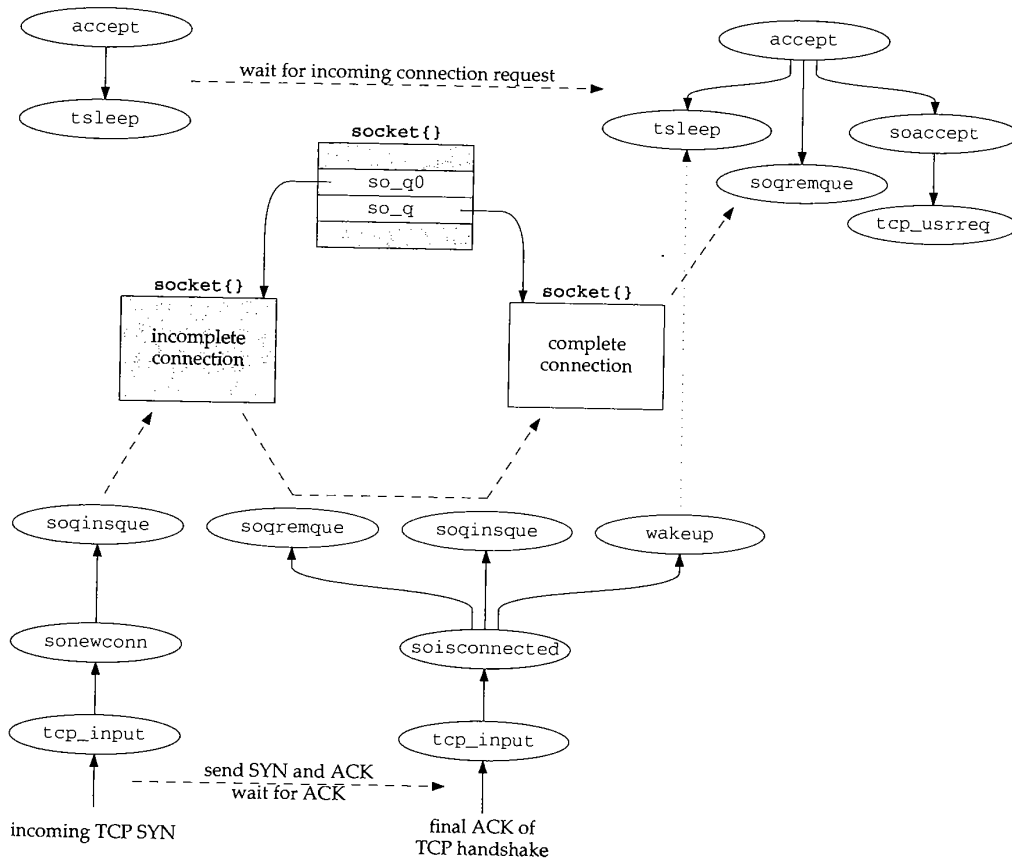 accept
accept
wait for incoming connection request
tsleep
tsleep
soaccept
socket{}
so_q0
so_q
soqremque
tcp_usrreq
socket{}
socket{}
incomplete
connection
complete
connection
soqinsque
soqremque
soqinsque
wakeup
sonewconn
soisconnected
tcp_input
tcp_input
send SYN and ACK
wait for ACK
incoming TCP SYN
final ACK of
TCP handshake